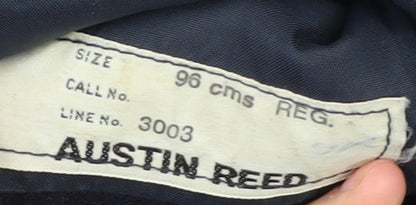 SIZE 96 cms REG.
CALL No.
LINE No. 3003
AUSTIN REED